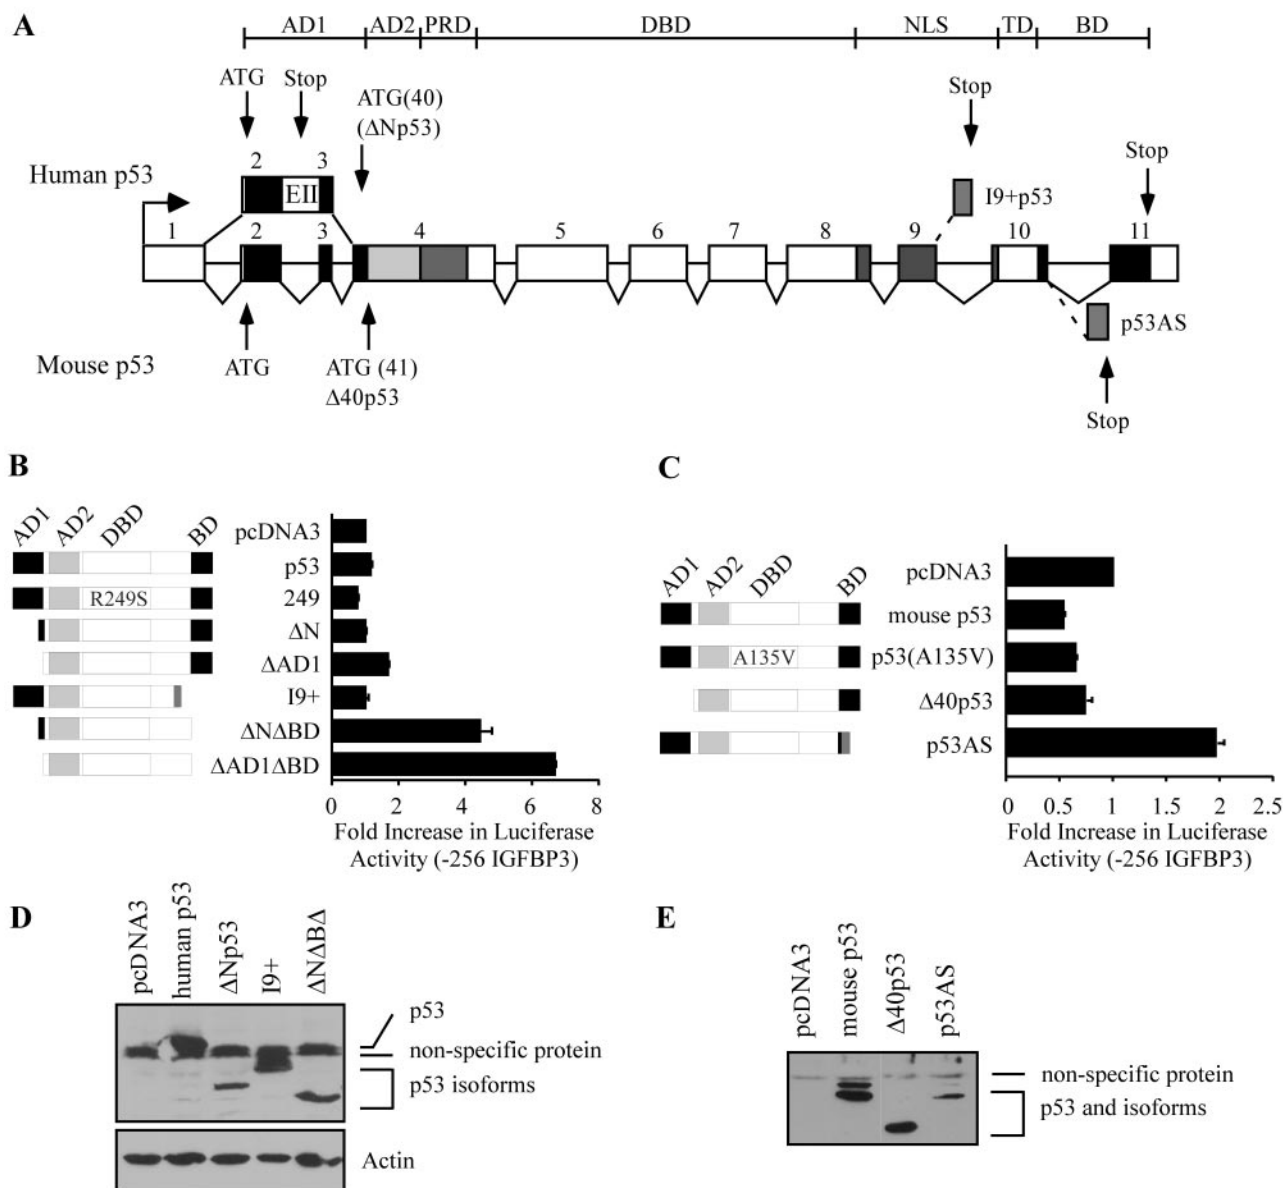 A
AD1 AD2 PRD DBD NLS TD BD
ATG Stop
ATG(40)
(ΔNp53)
Stop
Stop
Human p53
2 EII 3
I9+p53
1 2 3 4 5 6 7 8 9 10 11
Mouse p53
ATG
ATG (41)
Δ40p53
p53AS
Stop
B
AD1 AD2 DBD BD
R249S
pcDNA3
p53
249
ΔN
ΔAD1
I9+
ΔNΔBD
ΔAD1ΔBD
0 2 4 6 8
Fold Increase in Luciferase
Activity (-256 IGFBP3)
C
AD1 AD2 DBD BD
A135V
pcDNA3
mouse p53
p53(A135V)
Δ40p53
p53AS
0 0.5 1 1.5 2 2.5
Fold Increase in Luciferase
Activity (-256 IGFBP3)
D
pcDNA3
human p53
ΔNp53
I9+
ΔNΔBΔ
p53
non-specific protein
p53 isoforms
Actin
E
pcDNA3
mouse p53
Δ40p53
p53AS
non-specific protein
p53 and isoforms